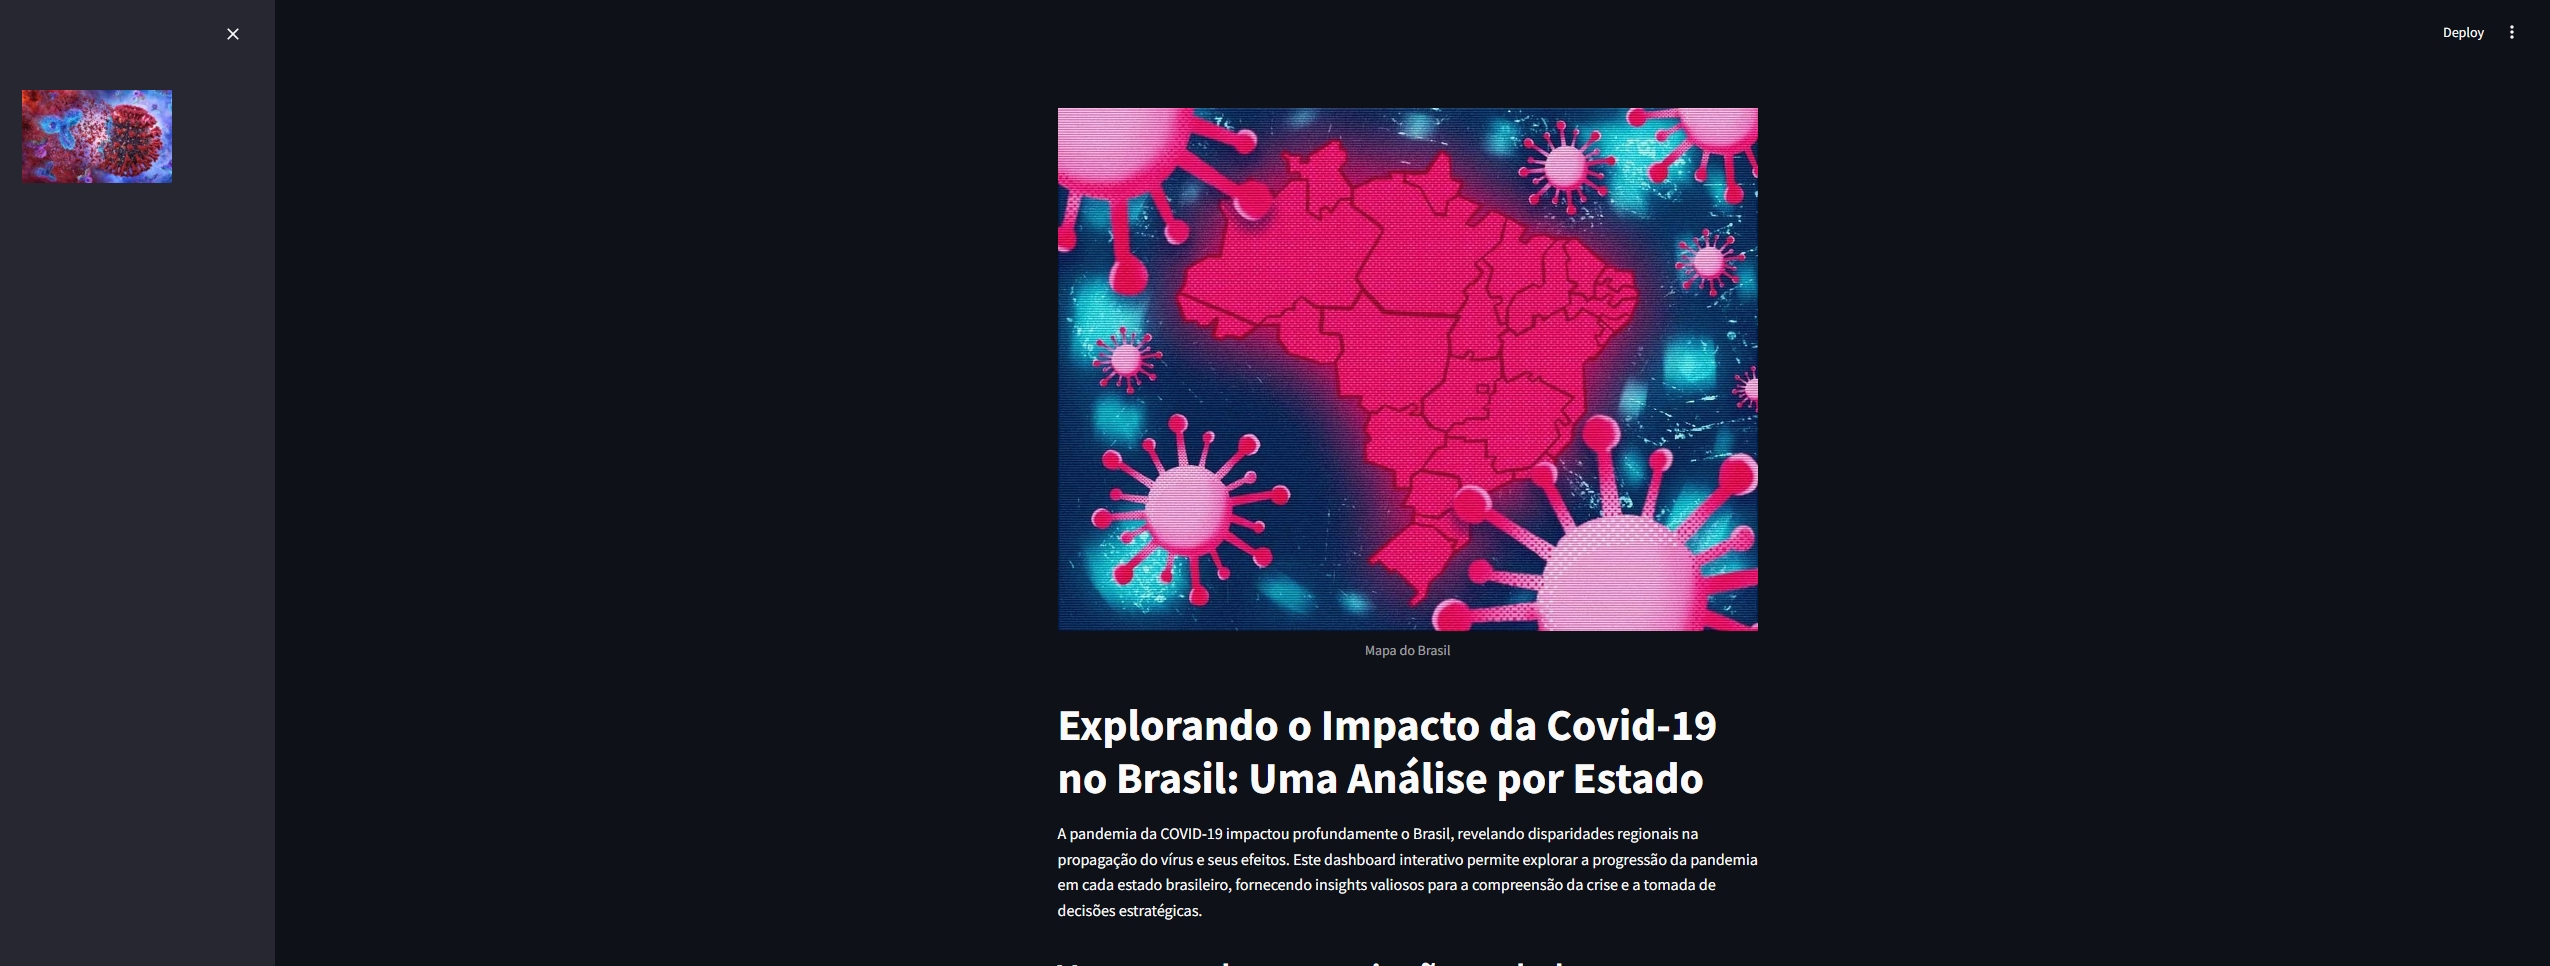 Deploy
Mapa do Brasil
Explorando o Impacto da Covid-19
no Brasil: Uma Análise por Estado
A pandemia da COVID-19 impactou profundamente o Brasil, revelando disparidades regionais na
propagação do vírus e seus efeitos. Este dashboard interativo permite explorar a progressão da pandemia
em cada estado brasileiro, fornecendo insights valiosos para a compreensão da crise e a tomada de
decisões estratégicas.